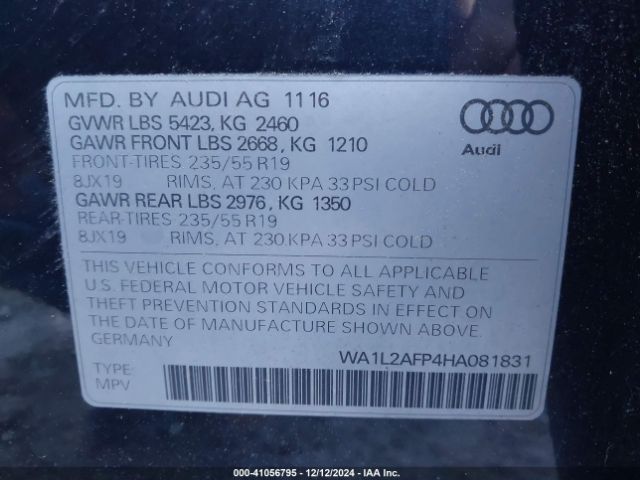 MFD. BY AUDI AG 1116
GVWR LBS 5423, KG 2460
GAWR FRONT LBS 2668, KG 1210
FRONT-TIRES 235/55 R19
8JX19 RIMS, AT 230 KPA 33 PSI COLD
GAWR REAR LBS 2976, KG 1350
REAR-TIRES 235/55 R19
8JX19 RIMS, AT 230 KPA 33 PSI COLD
Audi
THIS VEHICLE CONFORMS TO ALL APPLICABLE
U.S. FEDERAL MOTOR VEHICLE SAFETY AND
THEFT PREVENTION STANDARDS IN EFFECT ON
THE DATE OF MANUFACTURE SHOWN ABOVE.
GERMANY
WA1L2AFP4HA081831
TYPE:
MPV
000-41056795 - 12/12/2024 - IAA Inc.